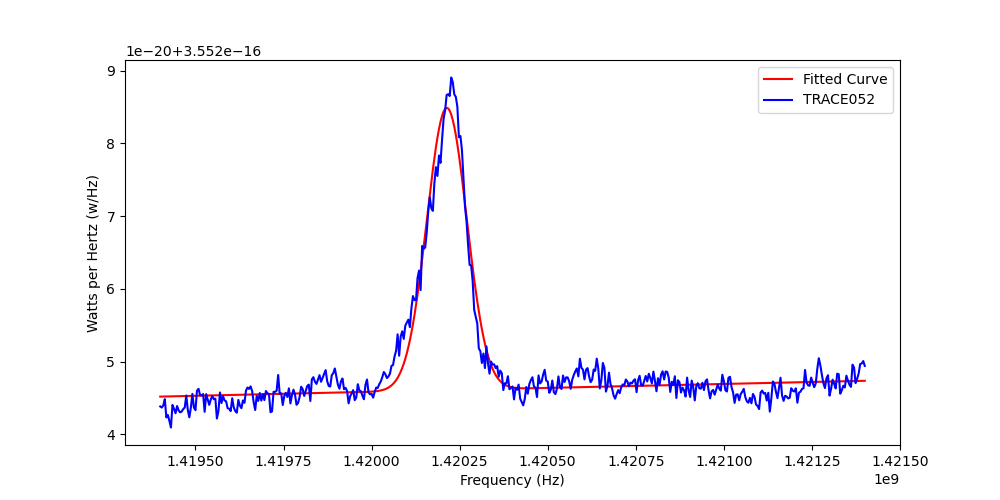 1e−20+3.552e−16
9
8
7
6
5
4
Watts per Hertz (w/Hz)
Fitted Curve
TRACE052
1.41950 1.41975 1.42000 1.42025 1.42050 1.42075 1.42100 1.42125 1.42150
1e9
Frequency (Hz)